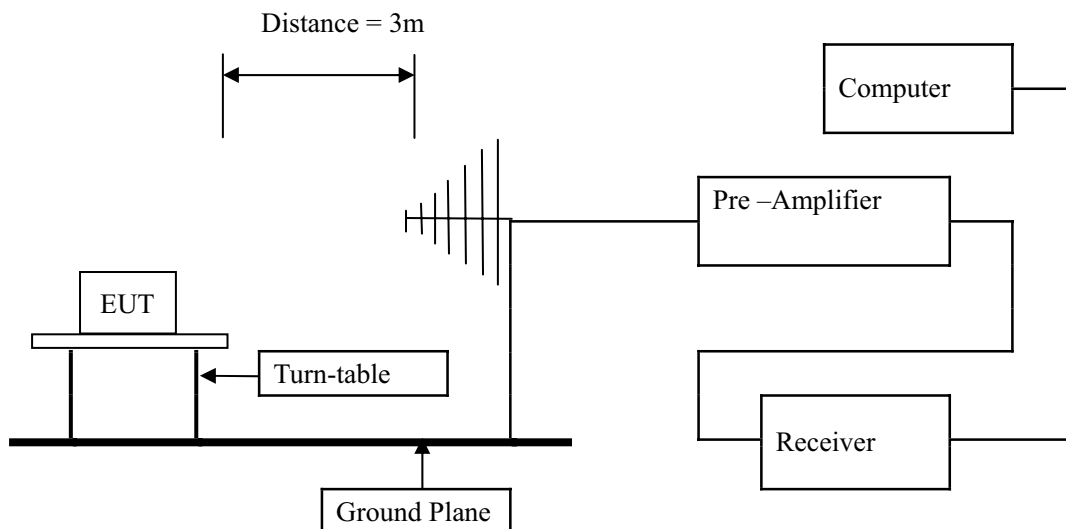 Distance = 3m
Computer
Pre –Amplifier
EUT
Turn-table
Receiver
Ground Plane